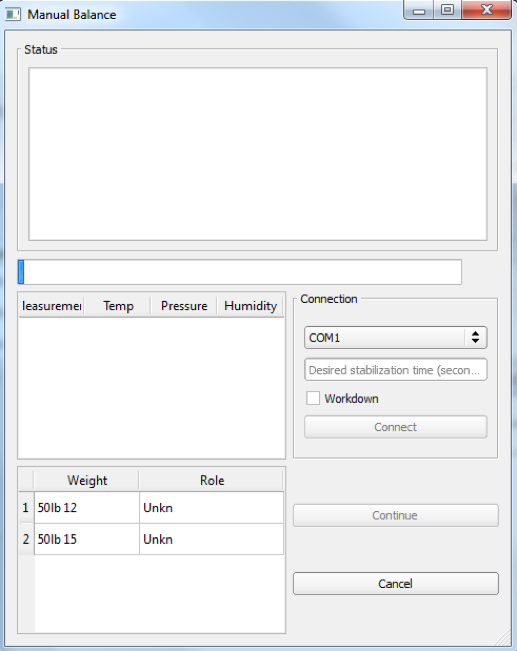 Manual Balance
Status
leasuremei Temp Pressure Humidity
Connection
COM1
Desired stabilization time (secon...
Workdown
Connect
Weight Role
1 50lb 12 Unkn
2 50lb 15 Unkn
Continue
Cancel